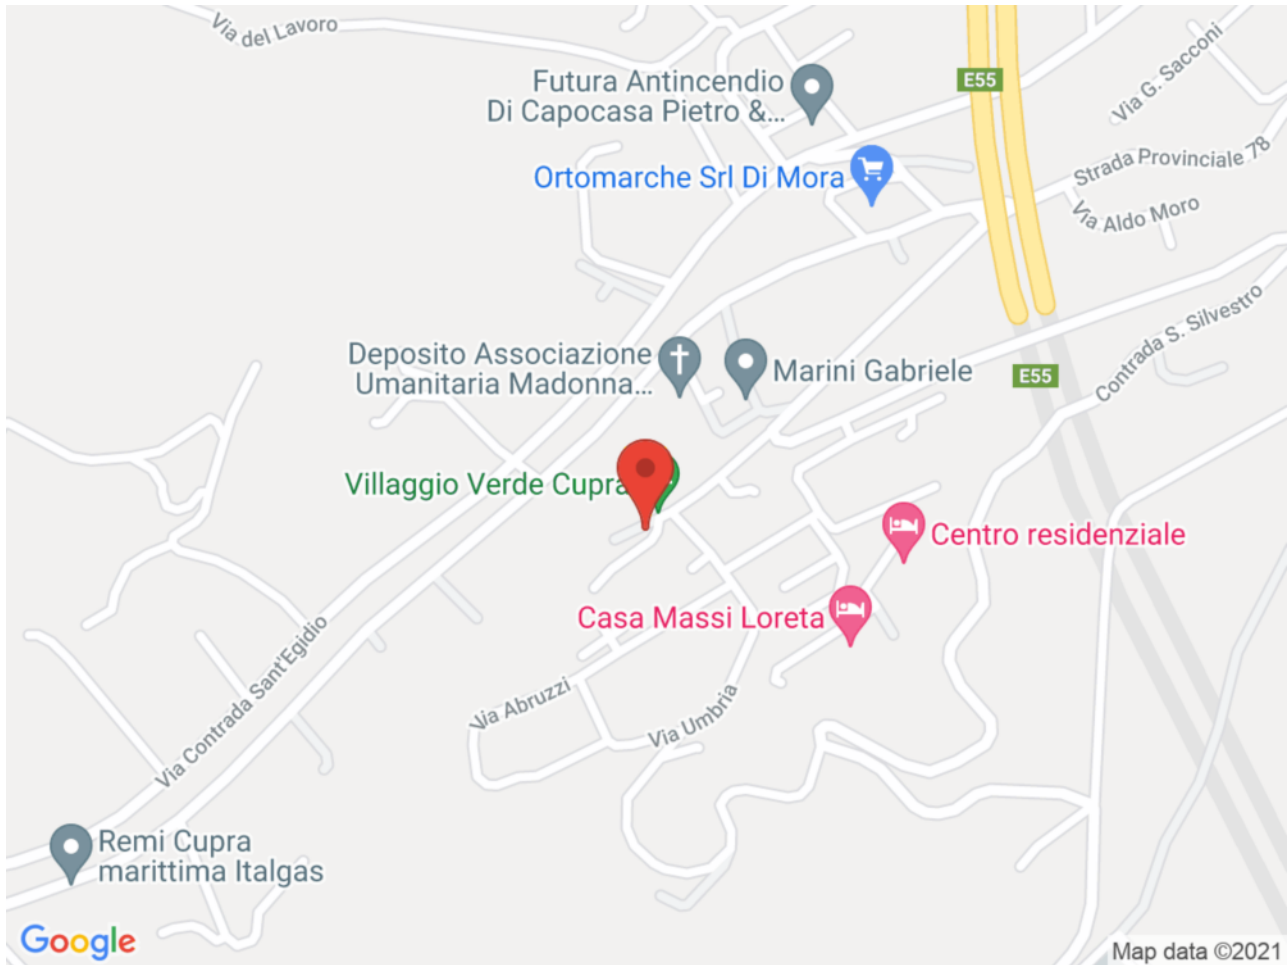 Via del Lavoro
Futura Antincendio
Di Capocasa Pietro &...
E55
Via G. Sacconi
Strada Provinciale 78
Ortomarche Srl Di Mora
Via Aldo Moro
Contrada S. Silvestro
Deposito Associazione
Umanitaria Madonna...
Marini Gabriele
E55
Villaggio Verde Cupra
Centro residenziale
Casa Massi Loreta
Via Contrada Sant'Egidio
Via Abruzzi
Via Umbria
Remi Cupra
marittima Italgas
Google
Map data ©2021